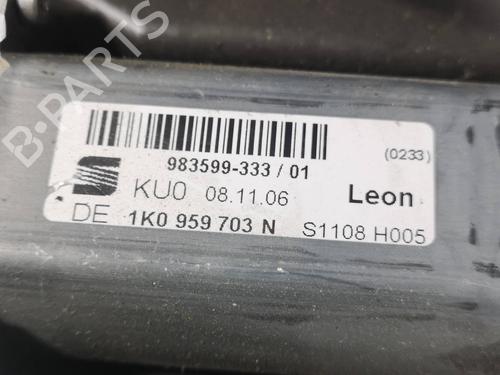 B-PARTS
983599-333 / 01
(0233)
KU0 08.11.06 Leon
DE 1K0 959 703 N S1108 H005